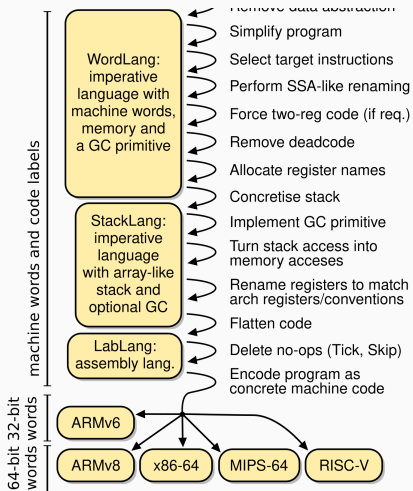 Remove data abstraction
WordLang:
imperative
language with
machine words,
memory and
a GC primitive
Simplify program
Select target instructions
Perform SSA-like renaming
Force two-reg code (if req.)
Remove deadcode
Allocate register names
Concretise stack
StackLang:
imperative
language
with array-like
stack and
optional GC
Implement GC primitive
Turn stack access into
memory acceses
Rename registers to match
arch registers/conventions
Flatten code
LabLang:
assembly lang.
Delete no-ops (Tick, Skip)
Encode program as
concrete machine code
machine words and code labels
32-bit
words
ARMv6
64-bit
words
ARMv8
x86-64
MIPS-64
RISC-V